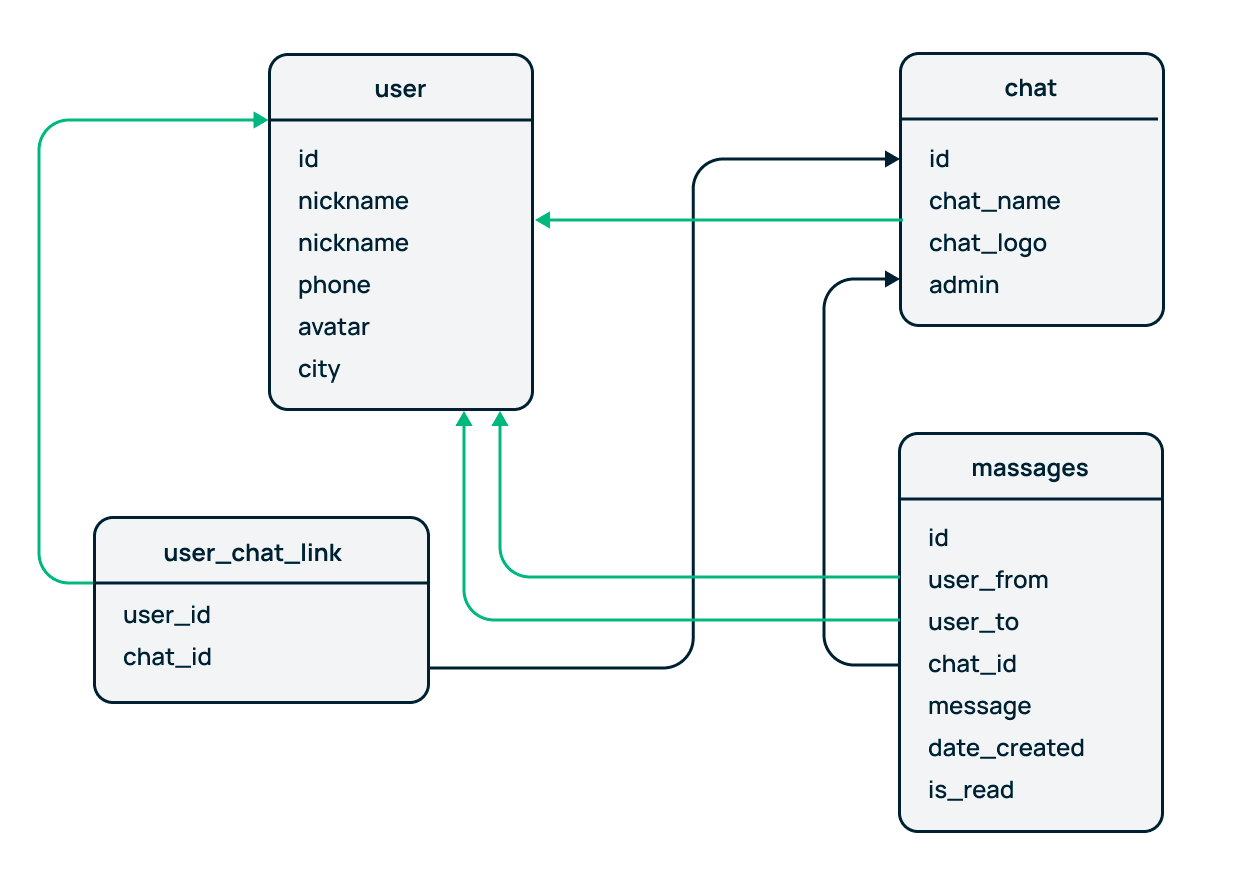 user
id
nickname
nickname
phone
avatar
city
chat
id
chat_name
chat_logo
admin
user_chat_link
user_id
chat_id
massages
id
user_from
user_to
chat_id
message
date_created
is_read